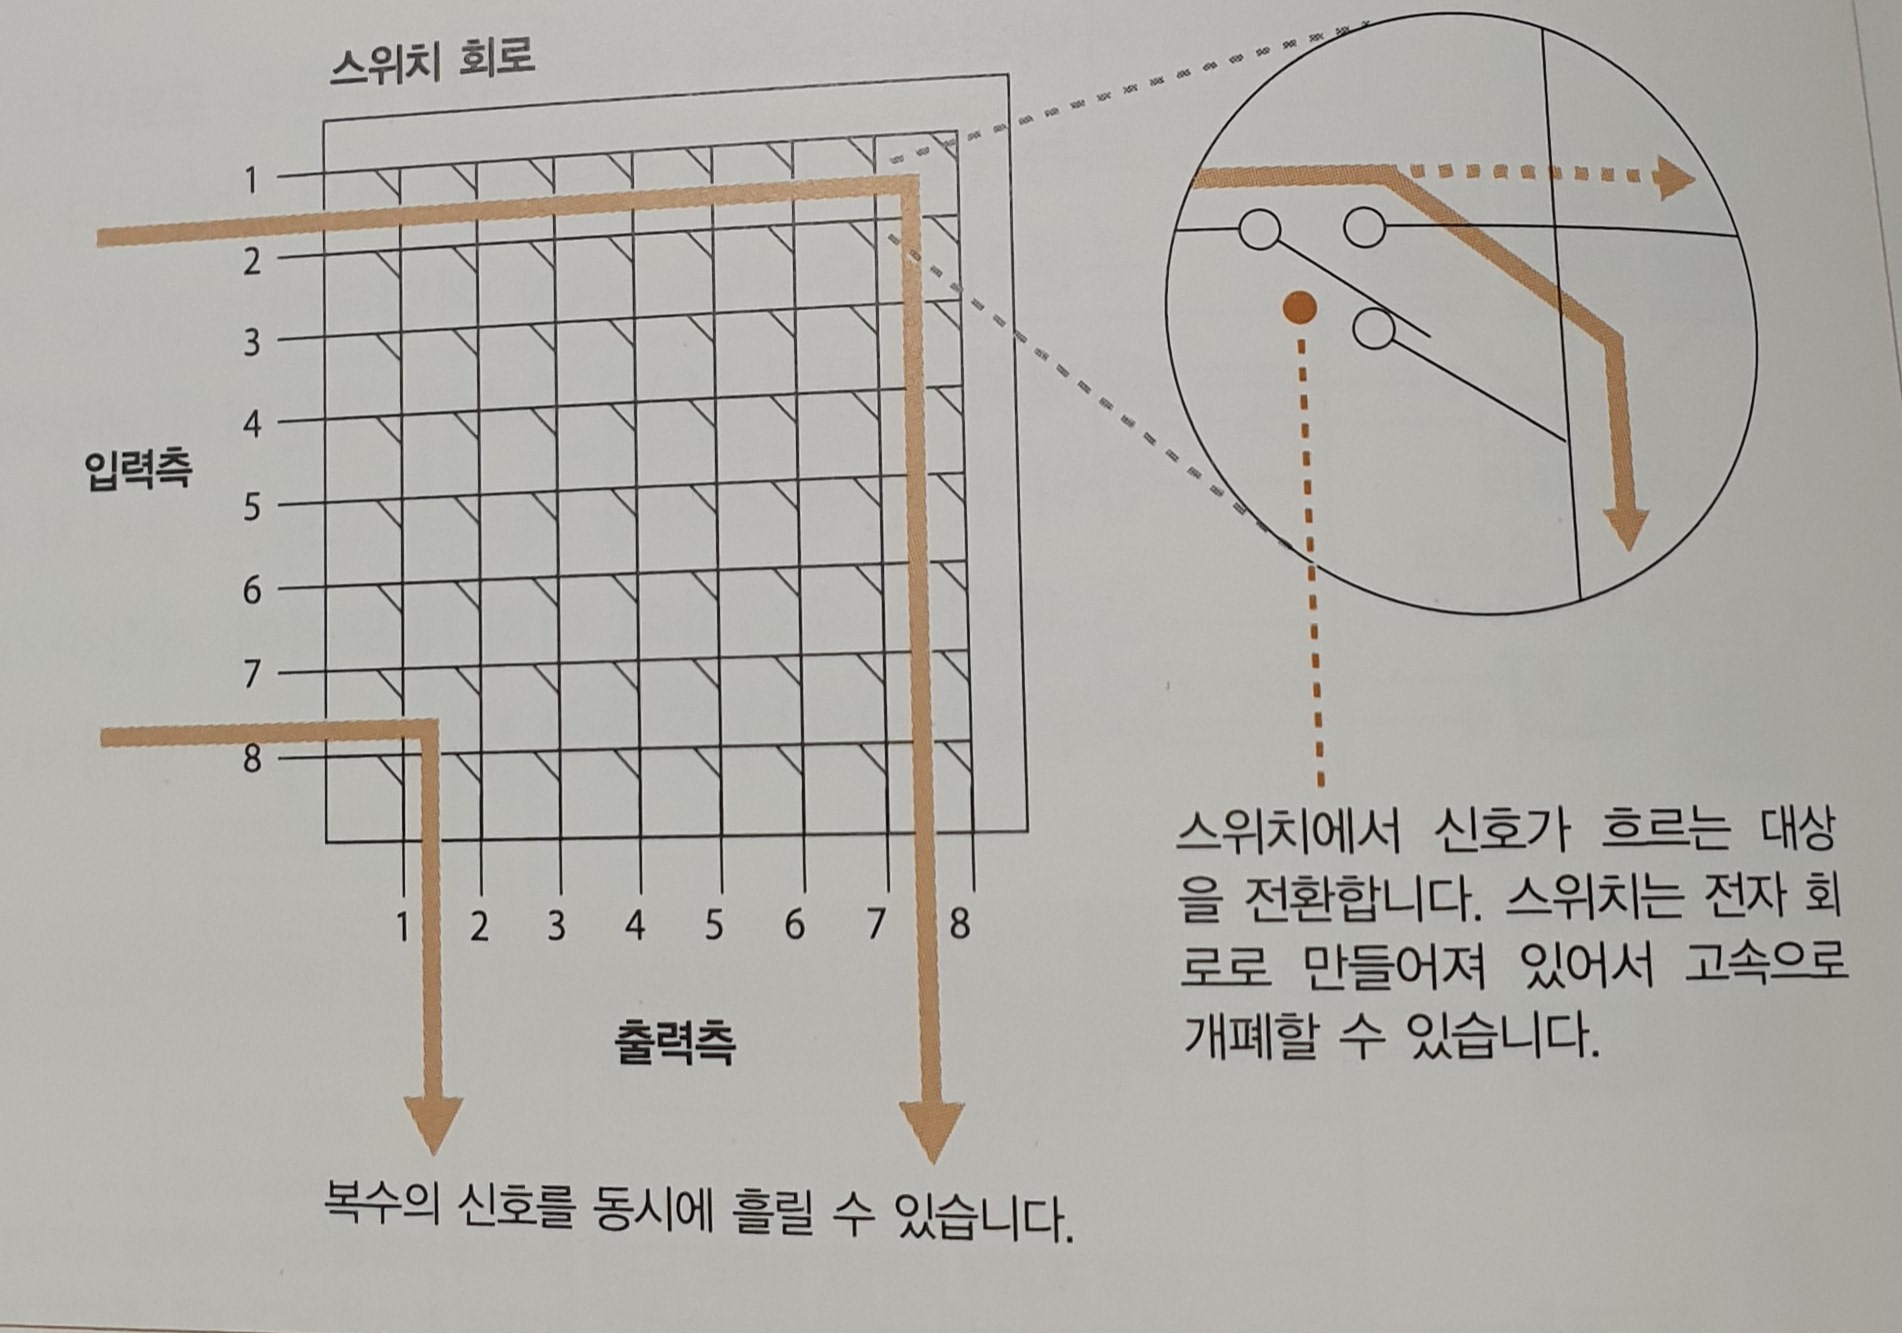 스위치 회로
1
2
3
4
입력측
5
6
7
8
1 2 3 4 5 6 7 8
출력측
복수의 신호를 동시에 흘릴 수 있습니다.
스위치에서 신호가 흐르는 대상
을 전환합니다. 스위치는 전자 회
로로 만들어져 있어서 고속으로
개폐할 수 있습니다.